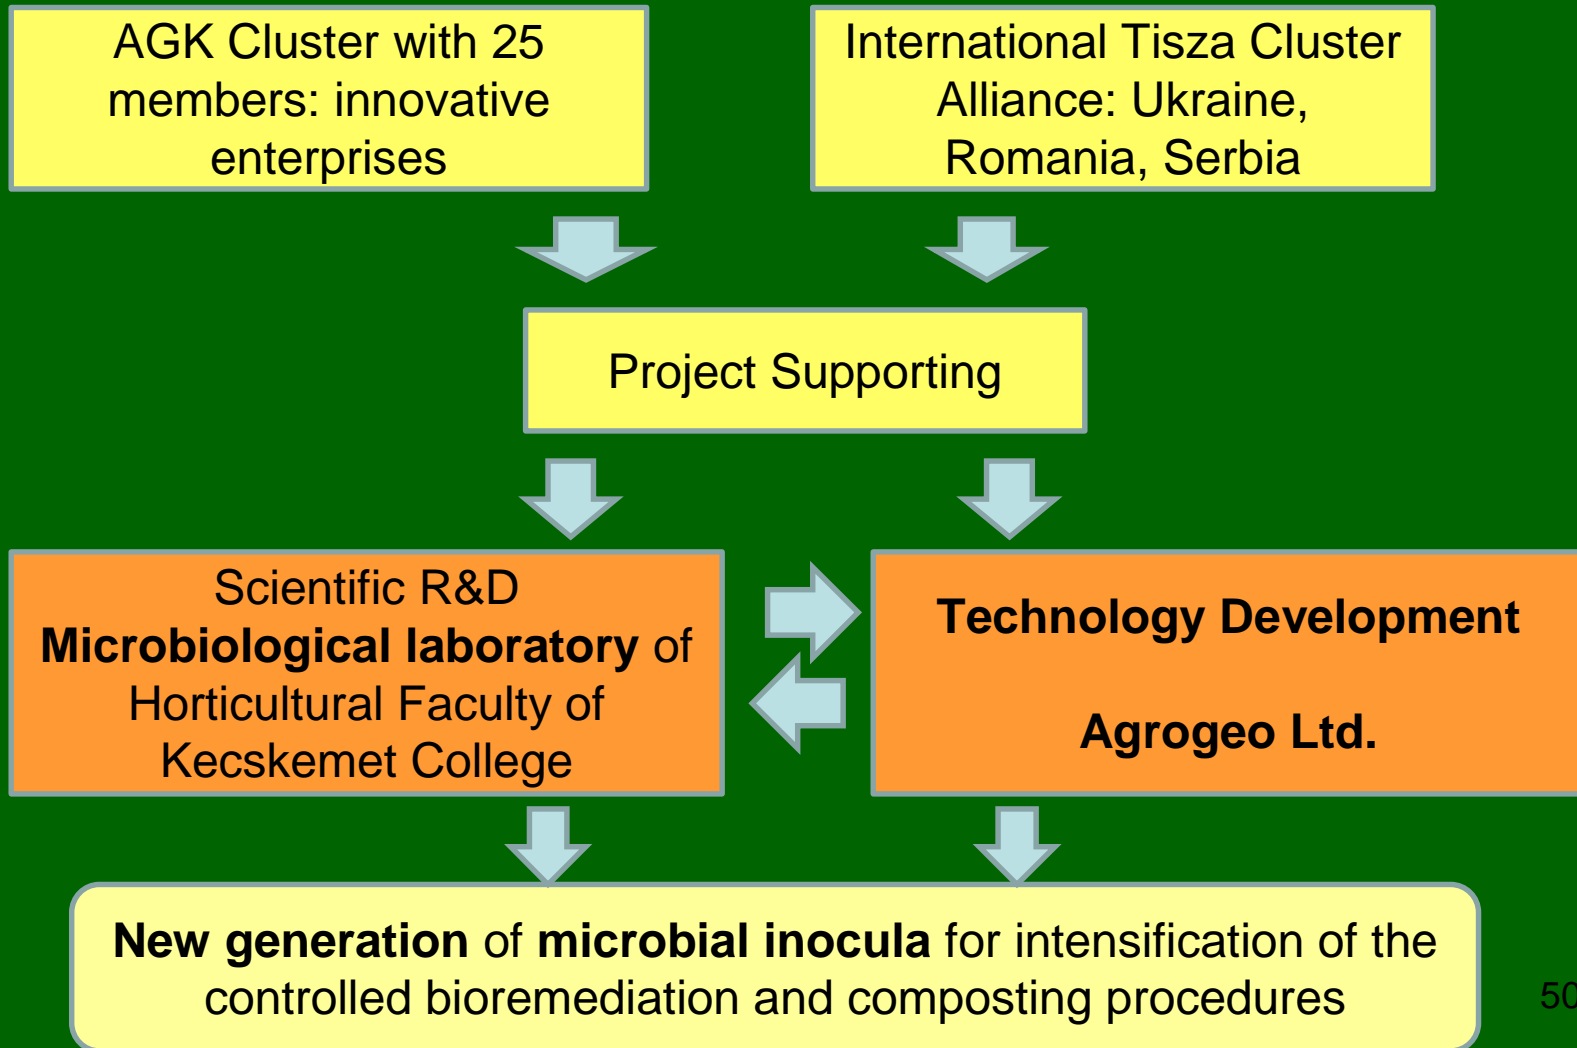 AGK Cluster with 25
members: innovative
enterprises
International Tisza Cluster
Alliance: Ukraine,
Romania, Serbia
Project Supporting
Scientific R&D
Microbiological laboratory of
Horticultural Faculty of
Kecskemet College
Technology Development
Agrogeo Ltd.
New generation of microbial inocula for intensification of the
controlled bioremediation and composting procedures
50